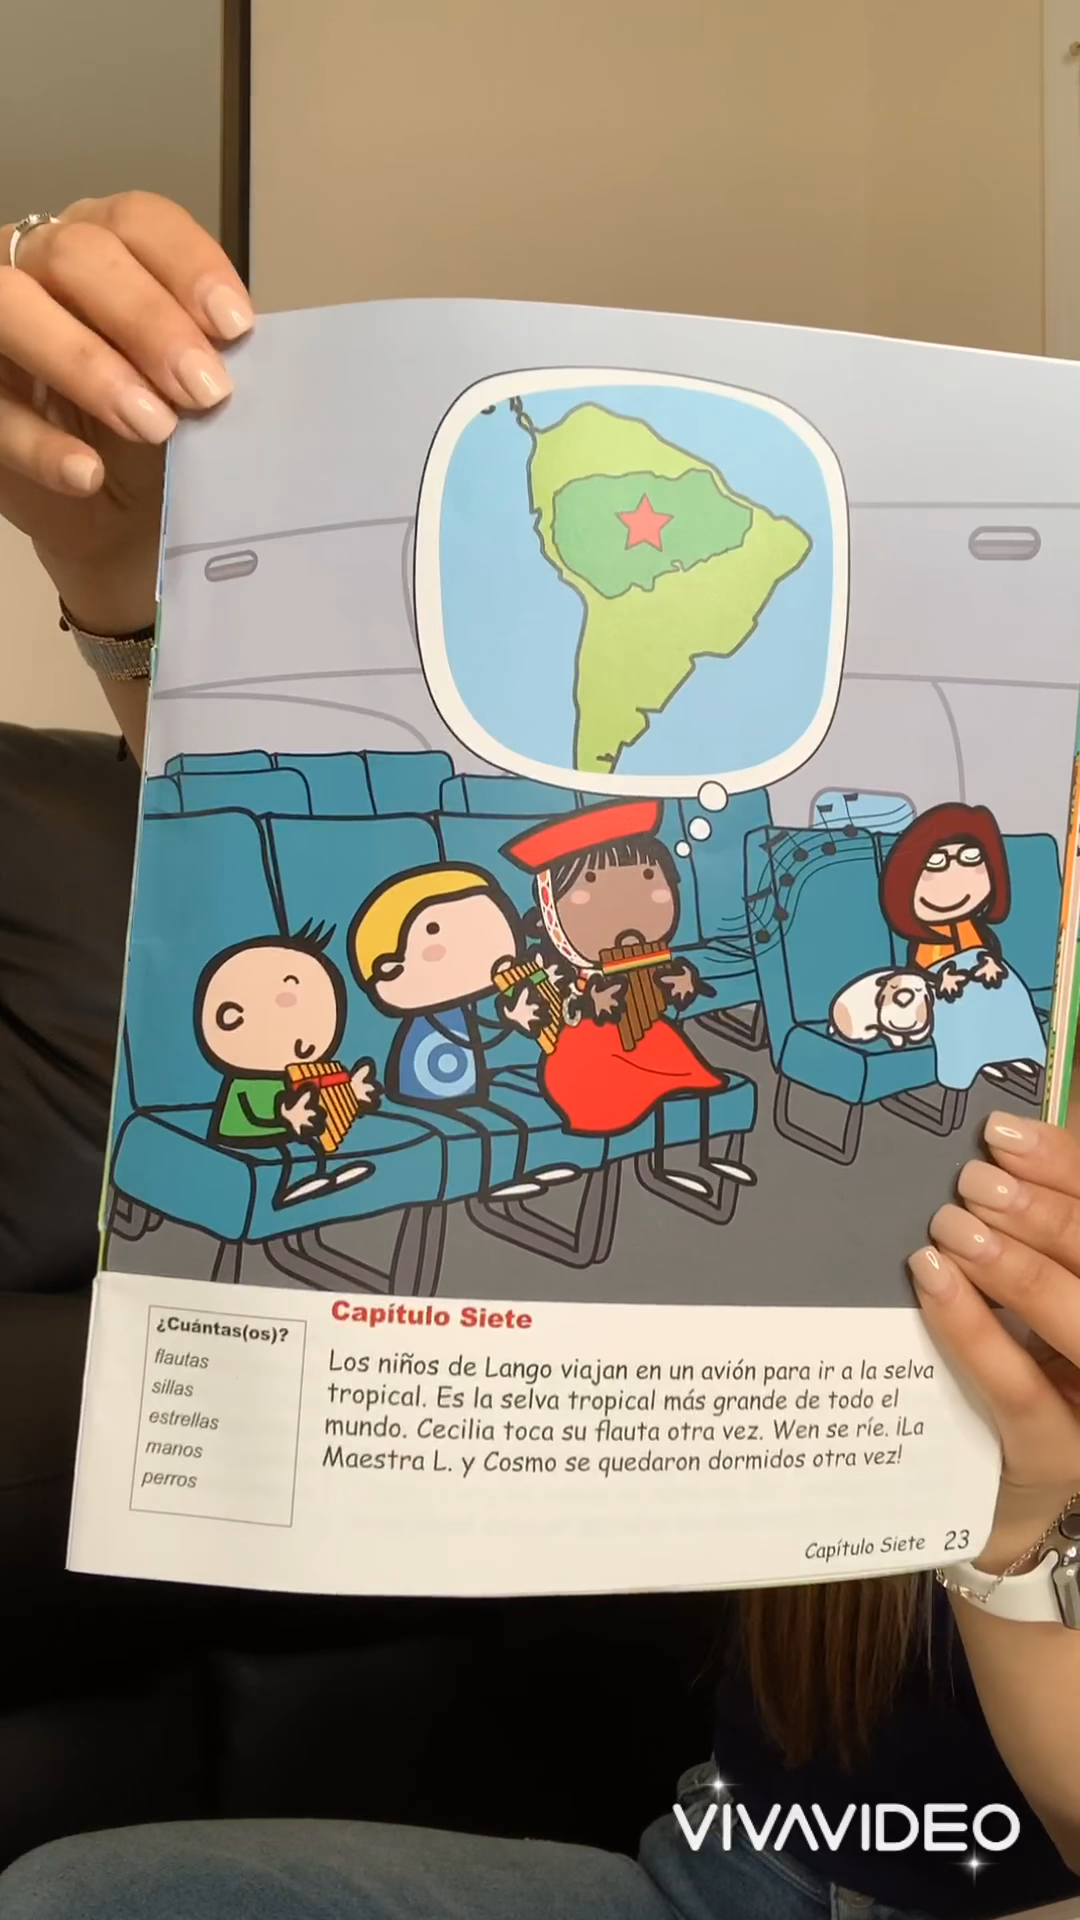 ¿Cuántas(os)?
flautas
sillas
estrellas
manos
perros
Capítulo Siete
Los niños de Lango viajan en un avión para ir a la selva
tropical. Es la selva tropical más grande de todo el
mundo. Cecilia toca su flauta otra vez. Wen se ríe. ¡La
Maestra L. y Cosmo se quedaron dormidos otra vez!
Capítulo Siete 23
VIVAVIDEO